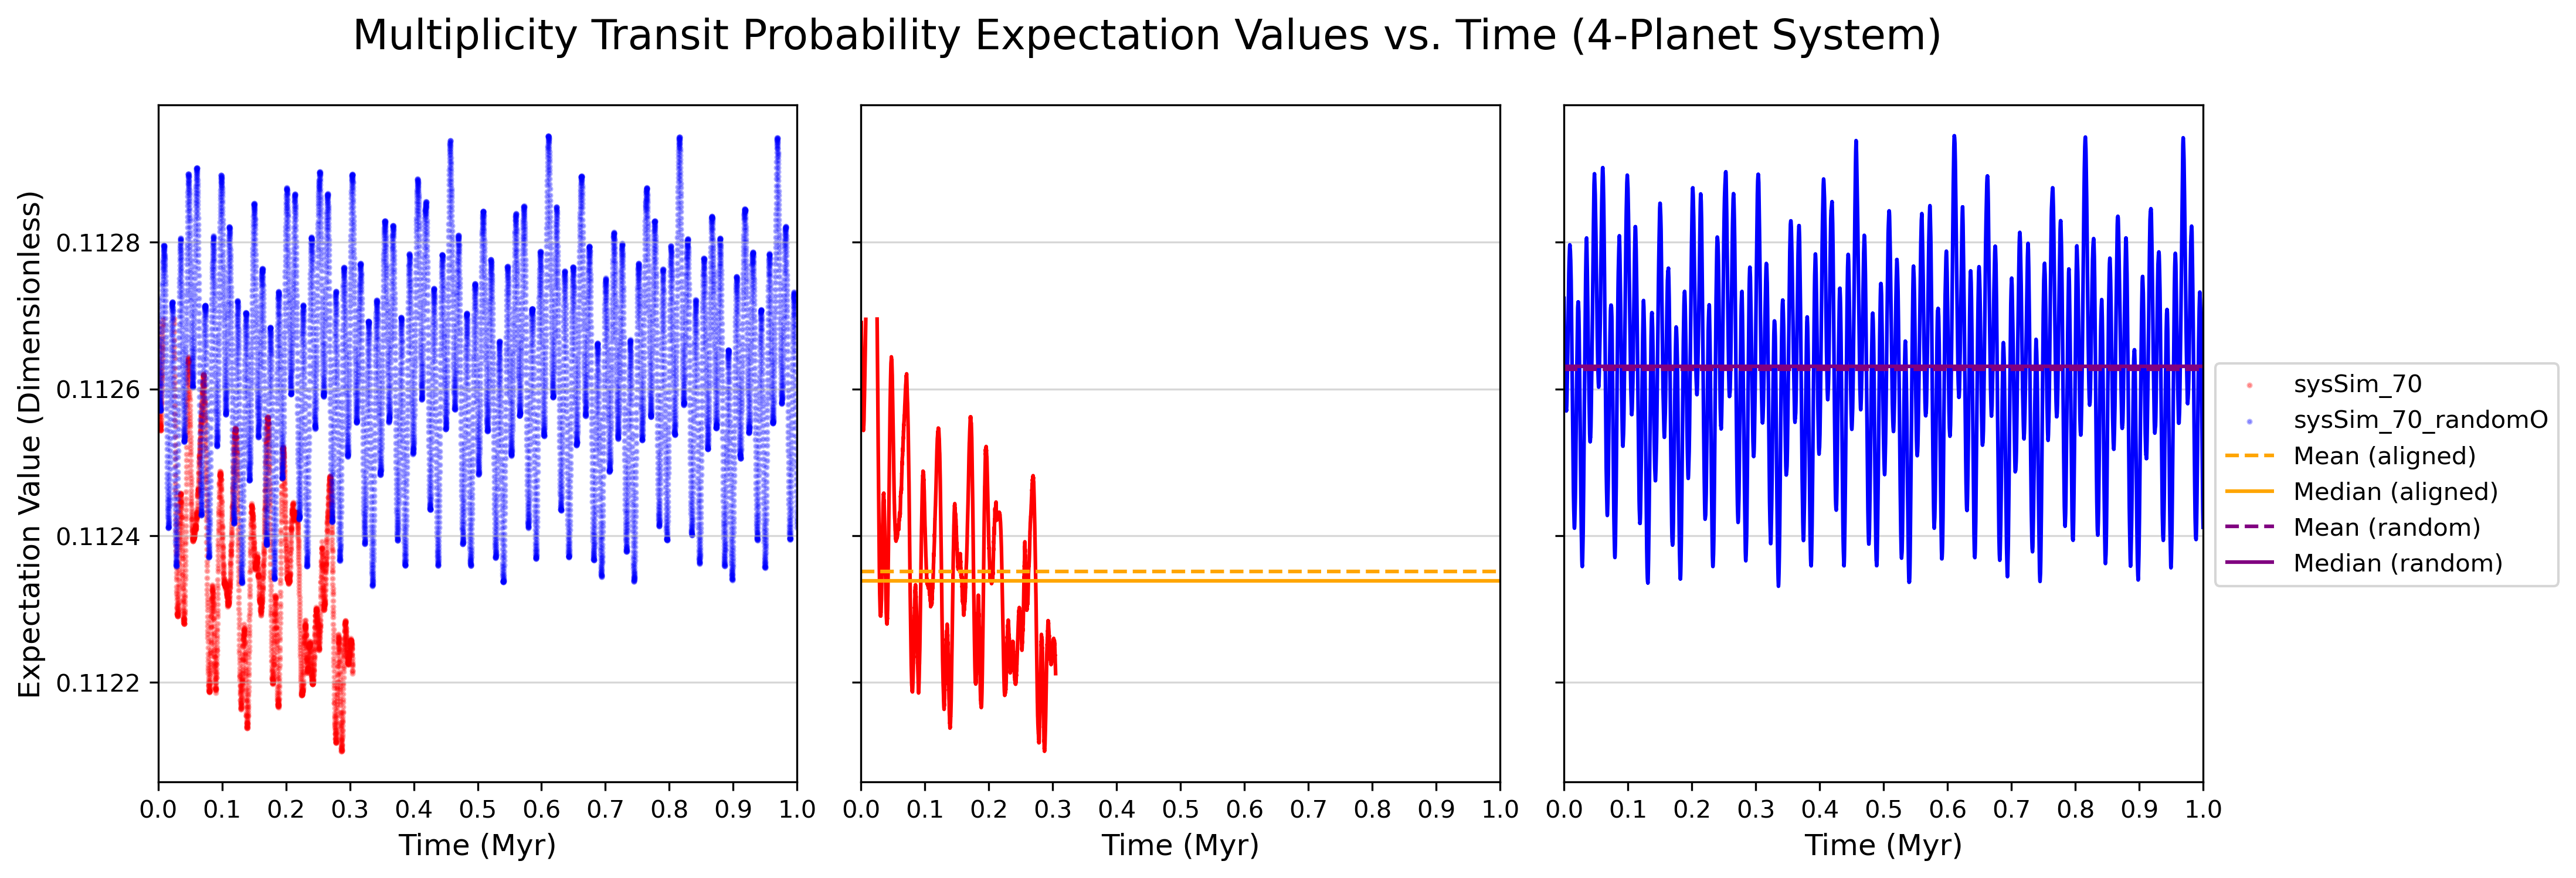 Multiplicity Transit Probability Expectation Values vs. Time (4-Planet System)
Expectation Value (Dimensionless)
0.1128
0.1126
0.1124
0.1122
0.0 0.1 0.2 0.3 0.4 0.5 0.6 0.7 0.8 0.9 1.0
Time (Myr)
0.0 0.1 0.2 0.3 0.4 0.5 0.6 0.7 0.8 0.9 1.0
Time (Myr)
0.0 0.1 0.2 0.3 0.4 0.5 0.6 0.7 0.8 0.9 1.0
Time (Myr)
sysSim_70
sysSim_70_randomO
Mean (aligned)
Median (aligned)
Mean (random)
Median (random)